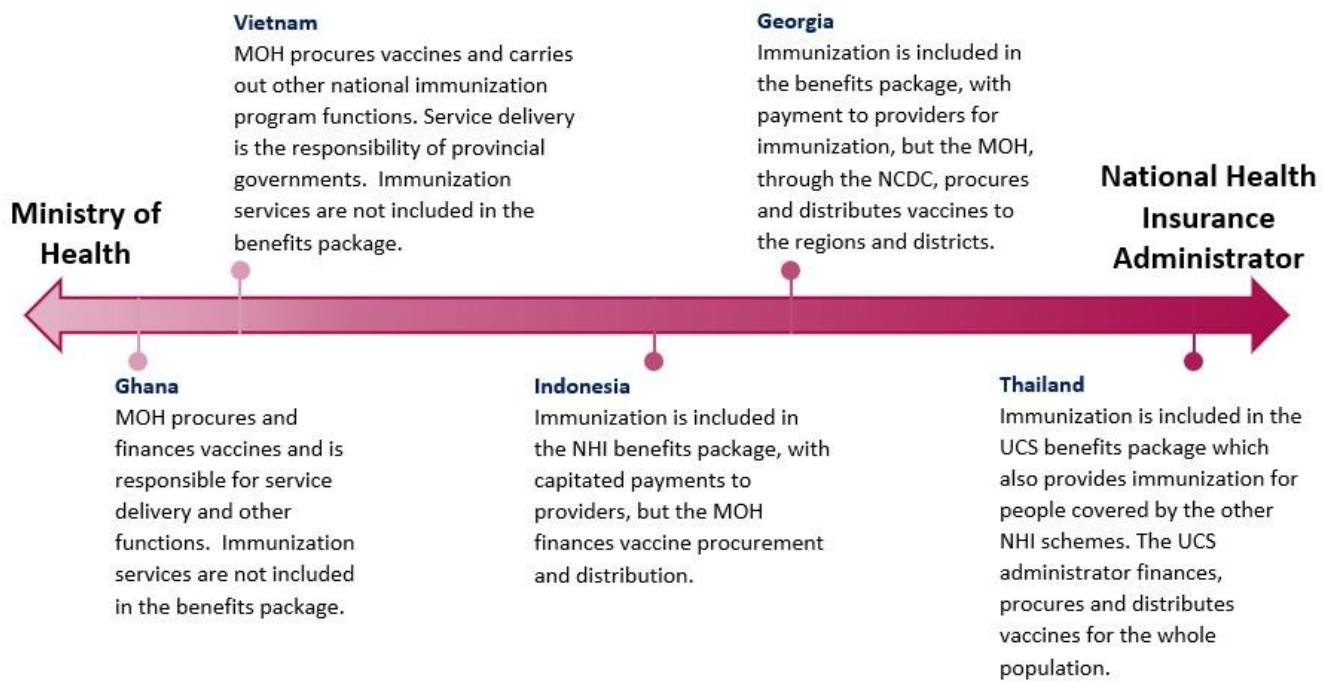 Vietnam
MOH procures vaccines and carries
out other national immunization
program functions. Service delivery
is the responsibility of provincial
governments.  Immunization
services are not included in the
benefits package.
Georgia
Immunization is included in
the benefits package, with
payment to providers for
immunization, but the MOH,
through the NCDC, procures
and distributes vaccines to
the regions and districts.
Ministry of
Health
National Health
Insurance
Administrator
Ghana
MOH procures and
finances vaccines and is
responsible for service
delivery and other
functions.  Immunization
services are not included
in the benefits package.
Indonesia
Immunization is included in
the NHI benefits package, with
capitated payments to
providers, but the MOH
finances vaccine procurement
and distribution.
Thailand
Immunization is included in the
UCS benefits package which
also provides immunization for
people covered by the other
NHI schemes. The UCS
administrator finances,
procures and distributes
vaccines for the whole
population.